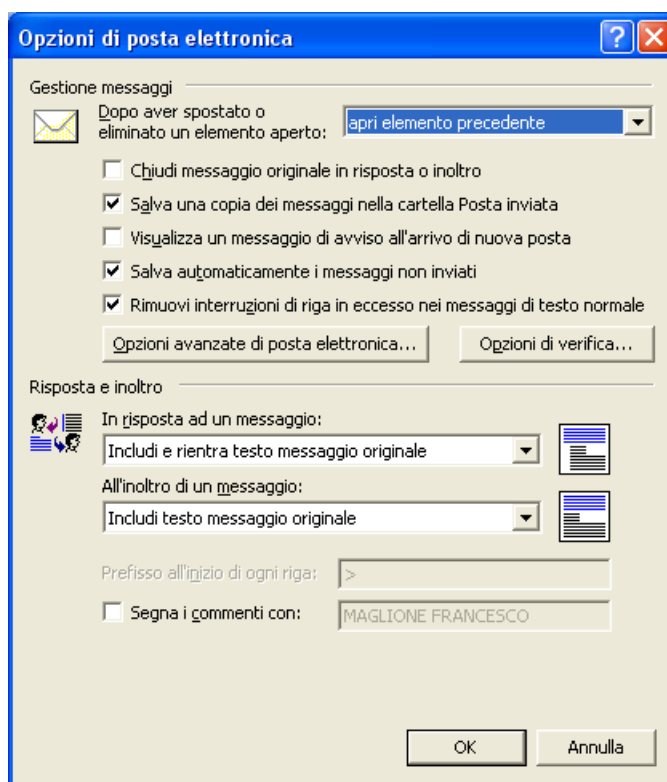 Opzioni di posta elettronica
Gestione messaggi
Dopo aver spostato o
eliminato un elemento aperto:
apri elemento precedente
Chiudi messaggio originale in risposta o inoltro
Salva una copia dei messaggi nella cartella Posta inviata
Visualizza un messaggio di avviso all'arrivo di nuova posta
Salva automaticamente i messaggi non inviati
Rimuovi interruzioni di riga in eccesso nei messaggi di testo normale
Opzioni avanzate di posta elettronica... Opzioni di verifica...
Risposta e inoltro
In risposta ad un messaggio:
Includi e rientra testo messaggio originale
All'inoltro di un messaggio:
Includi testo messaggio originale
Prefisso all'inizio di ogni riga: >
Segna i commenti con: MAGLIONE FRANCESCO
OK Annulla